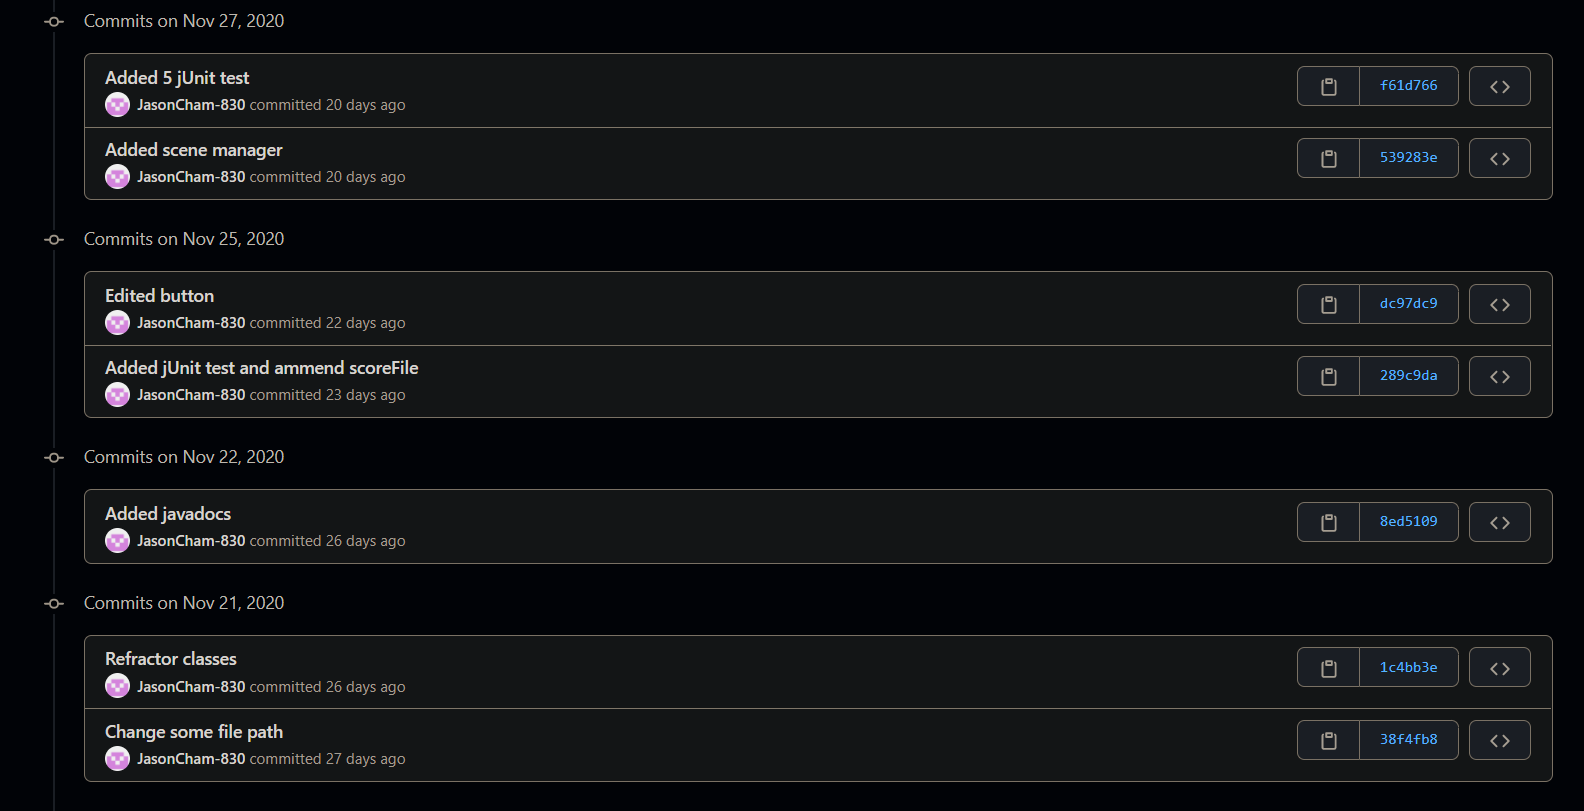 Commits on Nov 27, 2020
Added 5 jUnit test
JasonCham-830 committed 20 days ago
f61d766
Added scene manager
JasonCham-830 committed 20 days ago
539283e
Commits on Nov 25, 2020
Edited button
JasonCham-830 committed 22 days ago
dc97dc9
Added jUnit test and ammend scoreFile
JasonCham-830 committed 23 days ago
289c9da
Commits on Nov 22, 2020
Added javadocs
JasonCham-830 committed 26 days ago
8ed5109
Commits on Nov 21, 2020
Refractor classes
JasonCham-830 committed 26 days ago
1c4bb3e
Change some file path
JasonCham-830 committed 27 days ago
38f4fb8